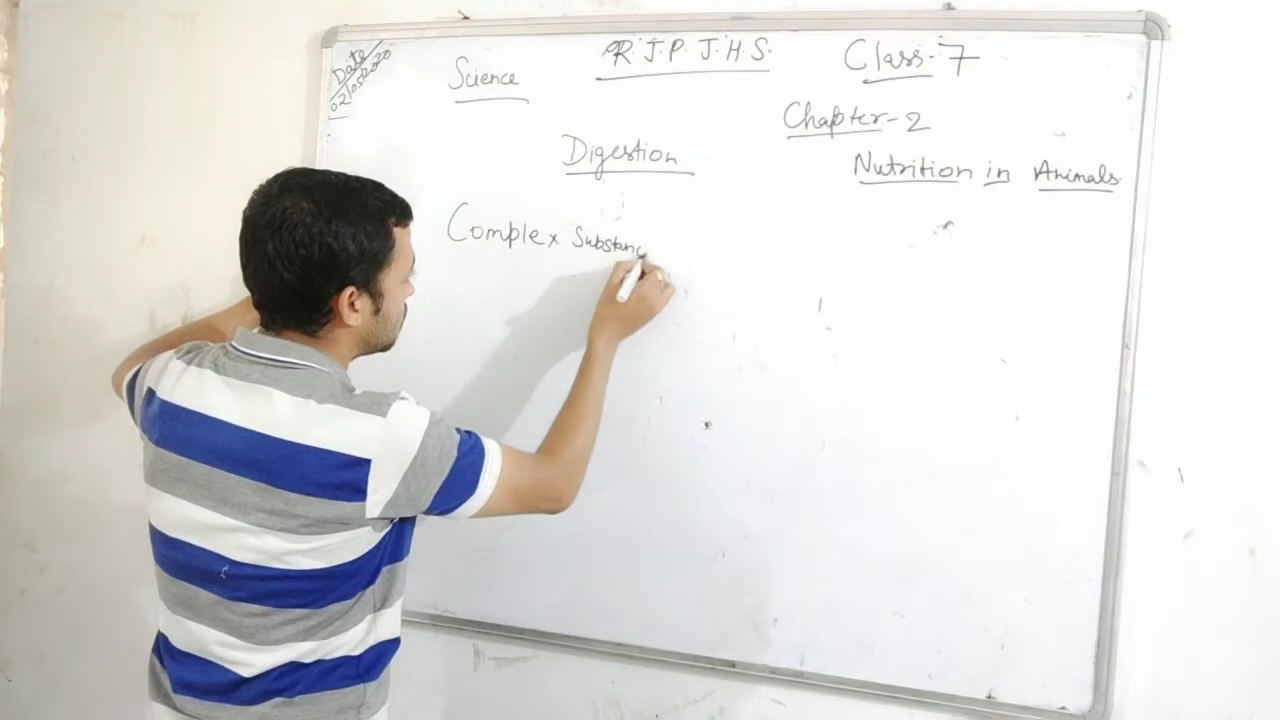 Date
02/05/2020
Science
R.J.P J.H.S.
Class-7
Chapter-2
Digestion
Nutrition in Animals
Complex Substanc